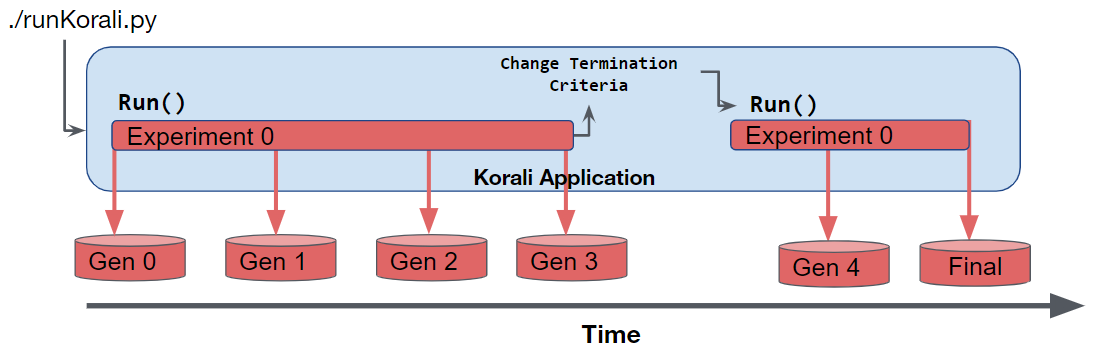 ./runKorali.py
Change Termination
Criteria
Run()
Run()
Experiment 0
Experiment 0
Korali Application
Gen 0
Gen 1
Gen 2
Gen 3
Gen 4
Final
Time